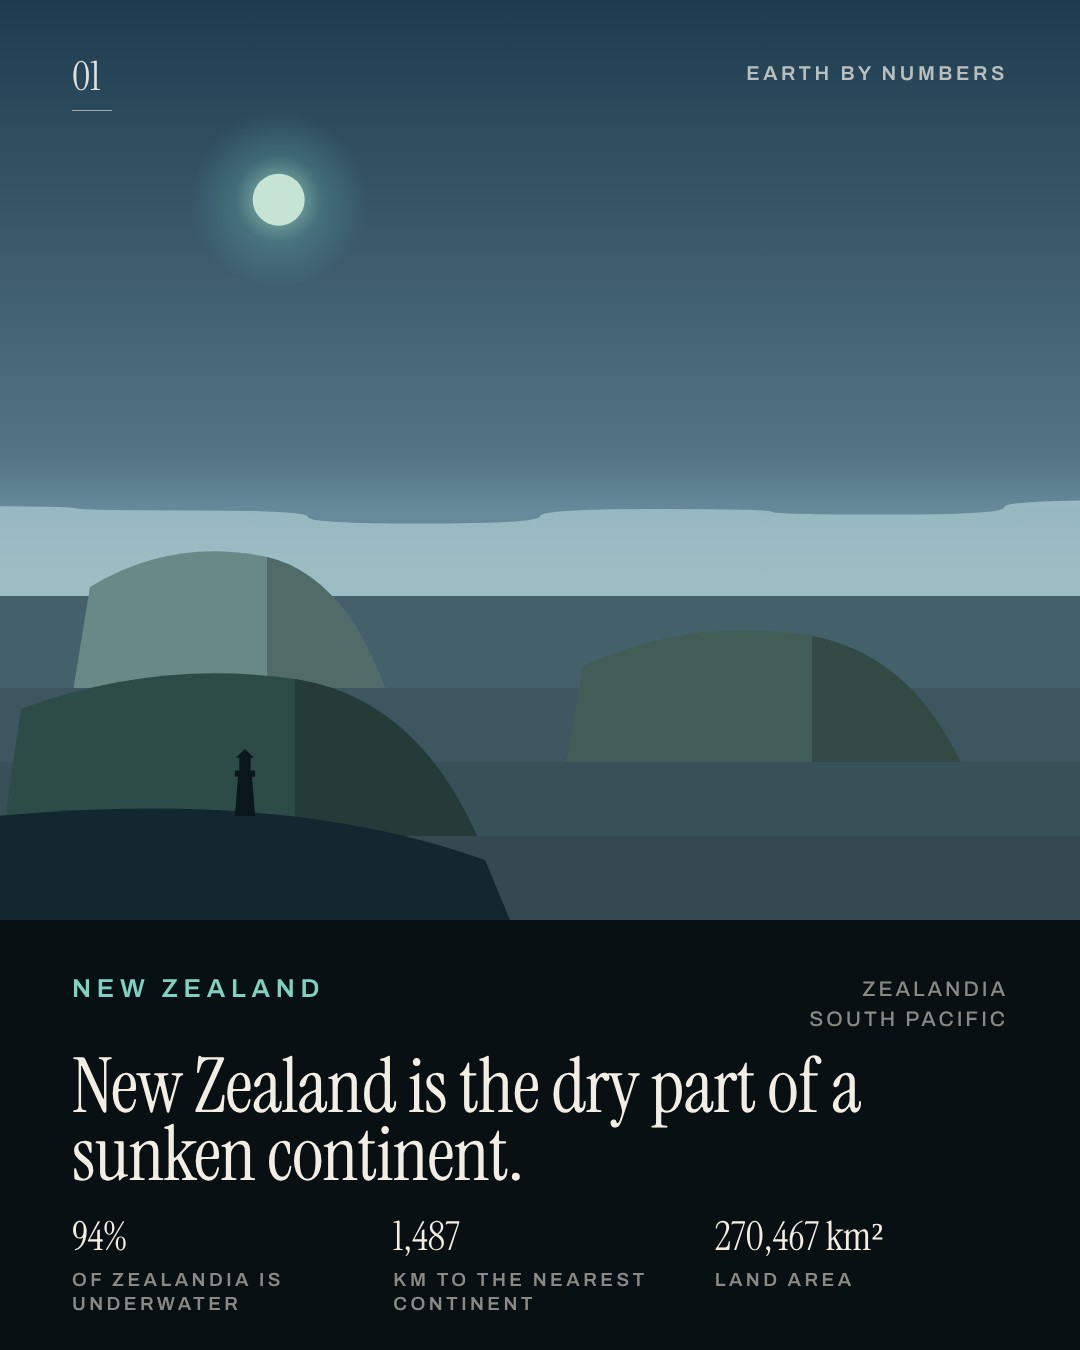 01
EARTH BY NUMBERS
NEW ZEALAND
ZEALANDIA
SOUTH PACIFIC
New Zealand is the dry part of a
sunken continent.
94%
OF ZEALANDIA IS
UNDERWATER
1,487
KM TO THE NEAREST
CONTINENT
270,467 km²
LAND AREA